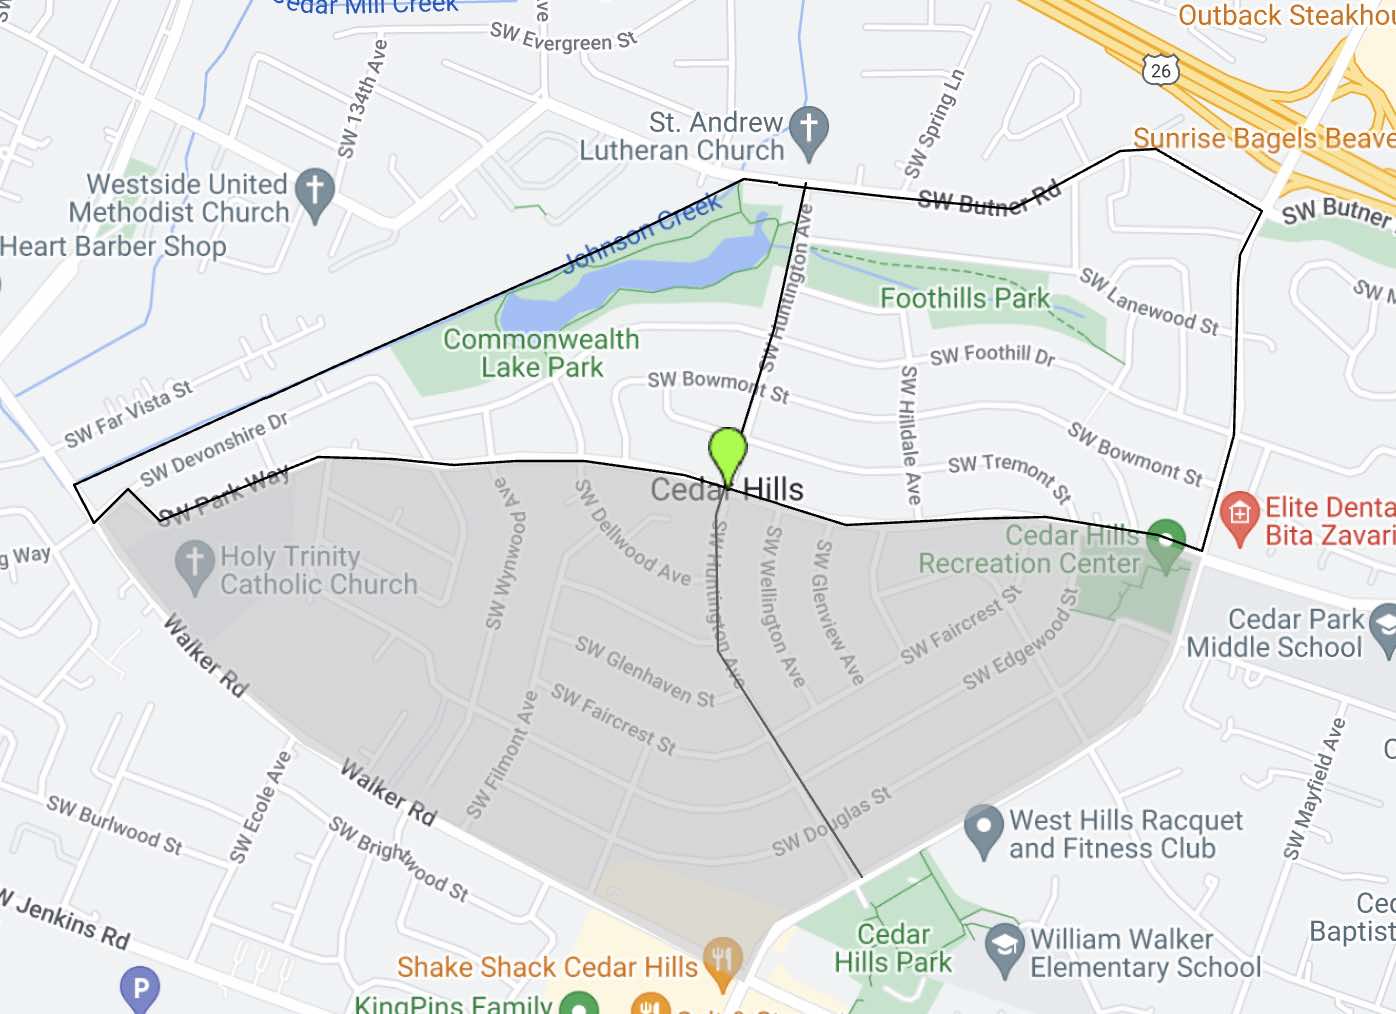 Cedar Mill Creek
Ave
Outback Steakhou
SW Evergreen St
26
SW 134th Ave
SW Spring Ln
St. Andrew
Lutheran Church
Sunrise Bagels Beave
Westside United
Methodist Church
SW Butner Rd
SW Butner
Johnson Creek
Heart Barber Shop
SW Huntington Ave
SW Lanewood St
SW M
Foothills Park
Commonwealth
Lake Park
SW Foothill Dr
SW Bowmont St
SW Hilldale Ave
SW Far Vista St
SW Devonshire Dr
SW Bowmont St
SW Tremont St
SW Park Way
Cedar Hills
Elite Denta
Bita Zavari
Cedar Hills
Recreation Center
g Way
Holy Trinity
Catholic Church
SW Wynwood Ave
SW Dellwood Ave
SW Huntington Ave
SW Wellington Ave
SW Glenview Ave
SW Faircrest St
SW Edgewood St
Cedar Park
Middle School
Walker Rd
SW Glenhaven St
SW Faircrest St
SW Filmont Ave
Walker Rd
SW Ecole Ave
SW Mayfield Ave
C
SW Burlwood St
SW Brightwood St
SW Douglas St
West Hills Racquet
and Fitness Club
W Jenkins Rd
Cedar
Hills Park
William Walker
Elementary School
Ced
Baptist
Shake Shack Cedar Hills
P
KingPins Family